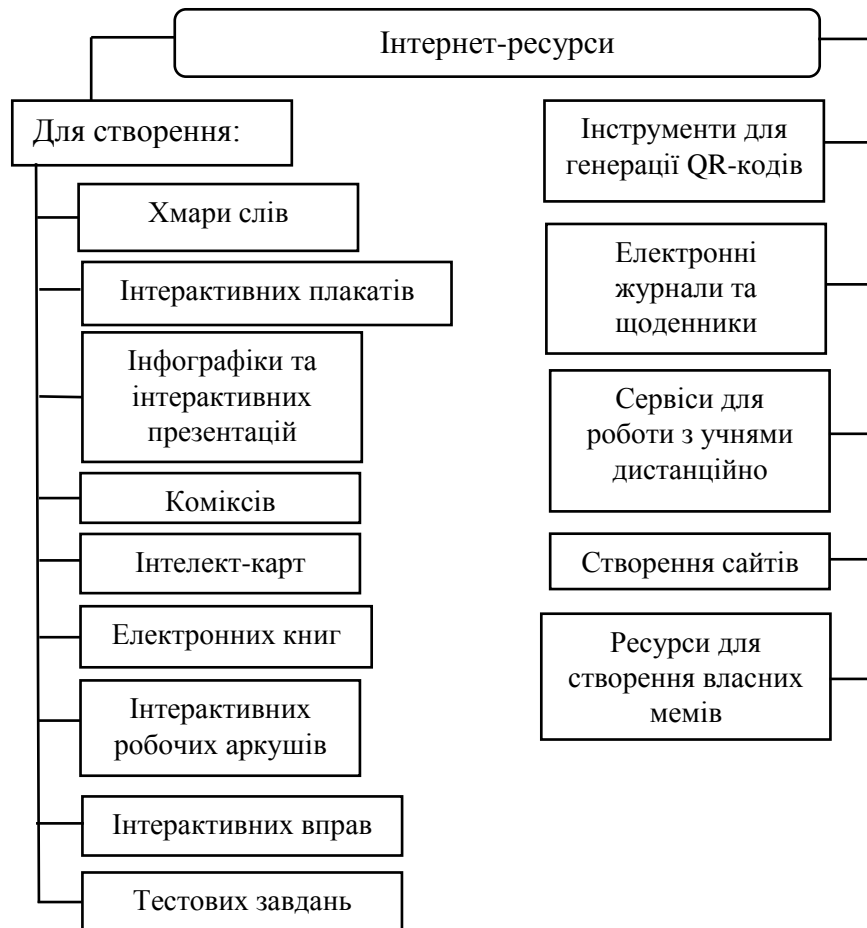 Інтернет-ресурси
Для створення:
Хмари слів
Інтерактивних плакатів
Інфографіки та
інтерактивних
презентацій
Коміксів
Інтелект-карт
Електронних книг
Інтерактивних
робочих аркушів
Інтерактивних вправ
Тестових завдань
Інструменти для
генерації QR-кодів
Електронні
журнали та
щоденники
Сервіси для
роботи з учнями
дистанційно
Створення сайтів
Ресурси для
створення власних
мемів